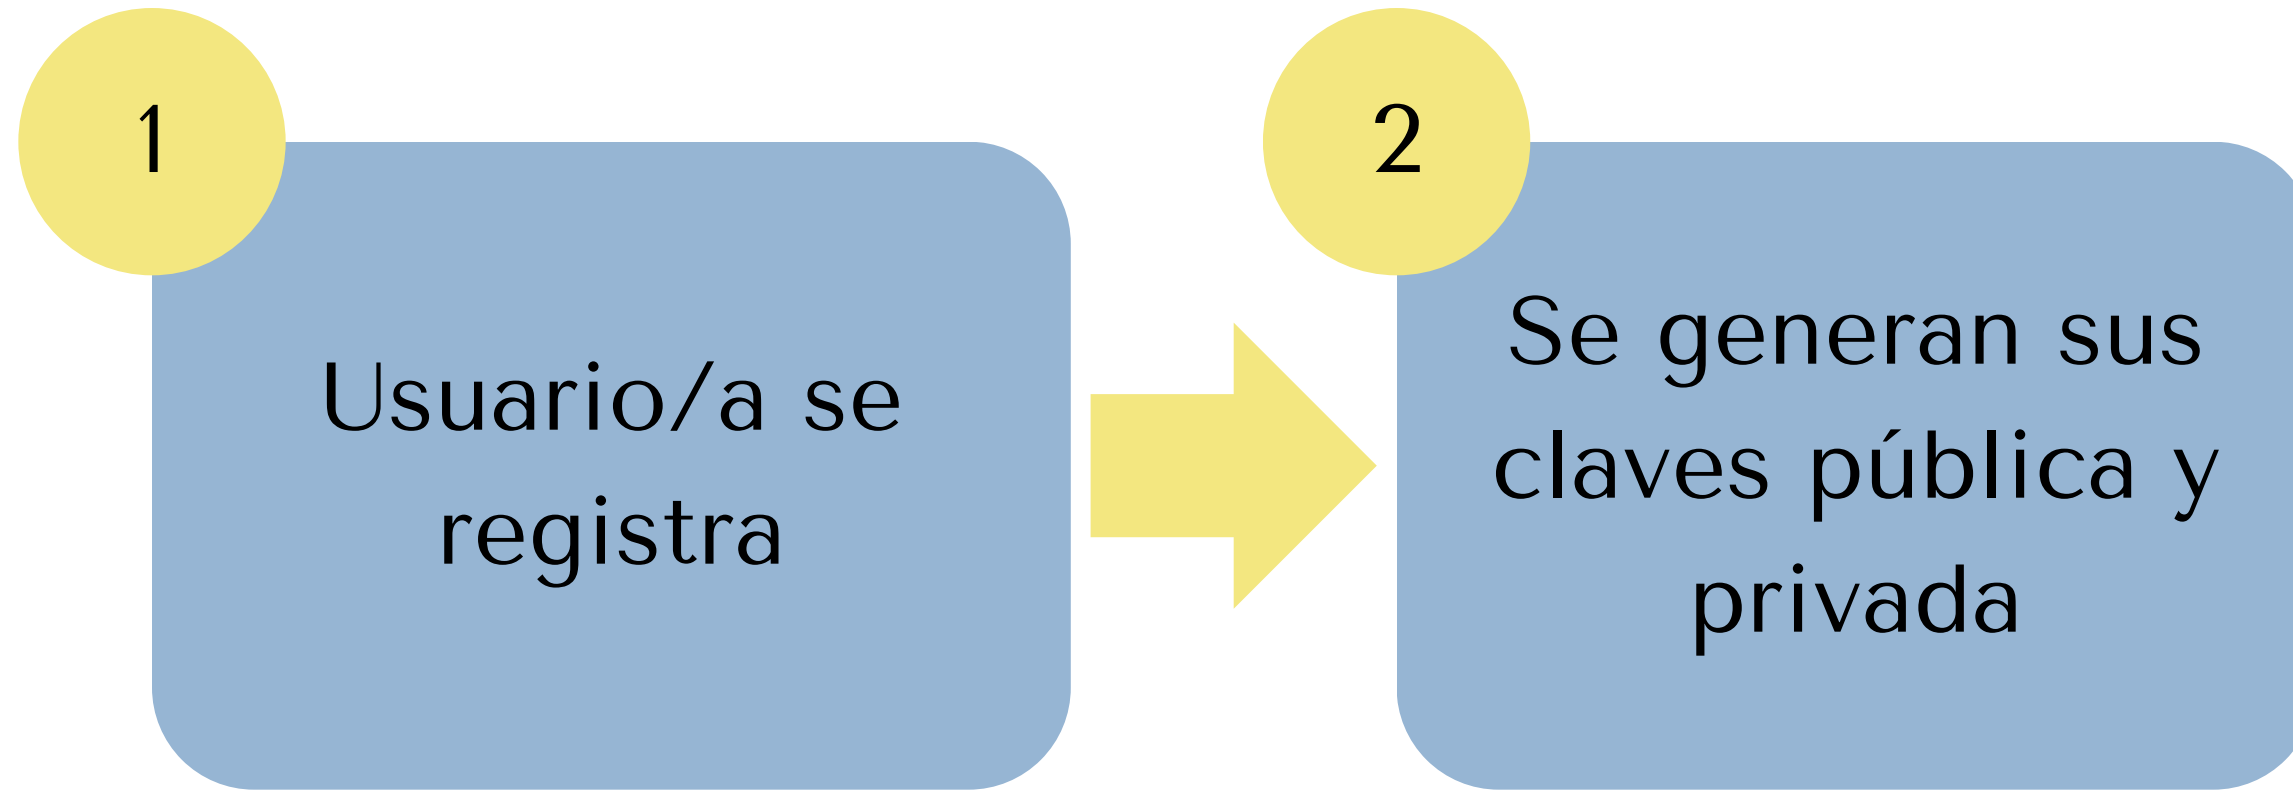 1
Usuario/a se
registra
2
Se generan sus
claves pública y
privada